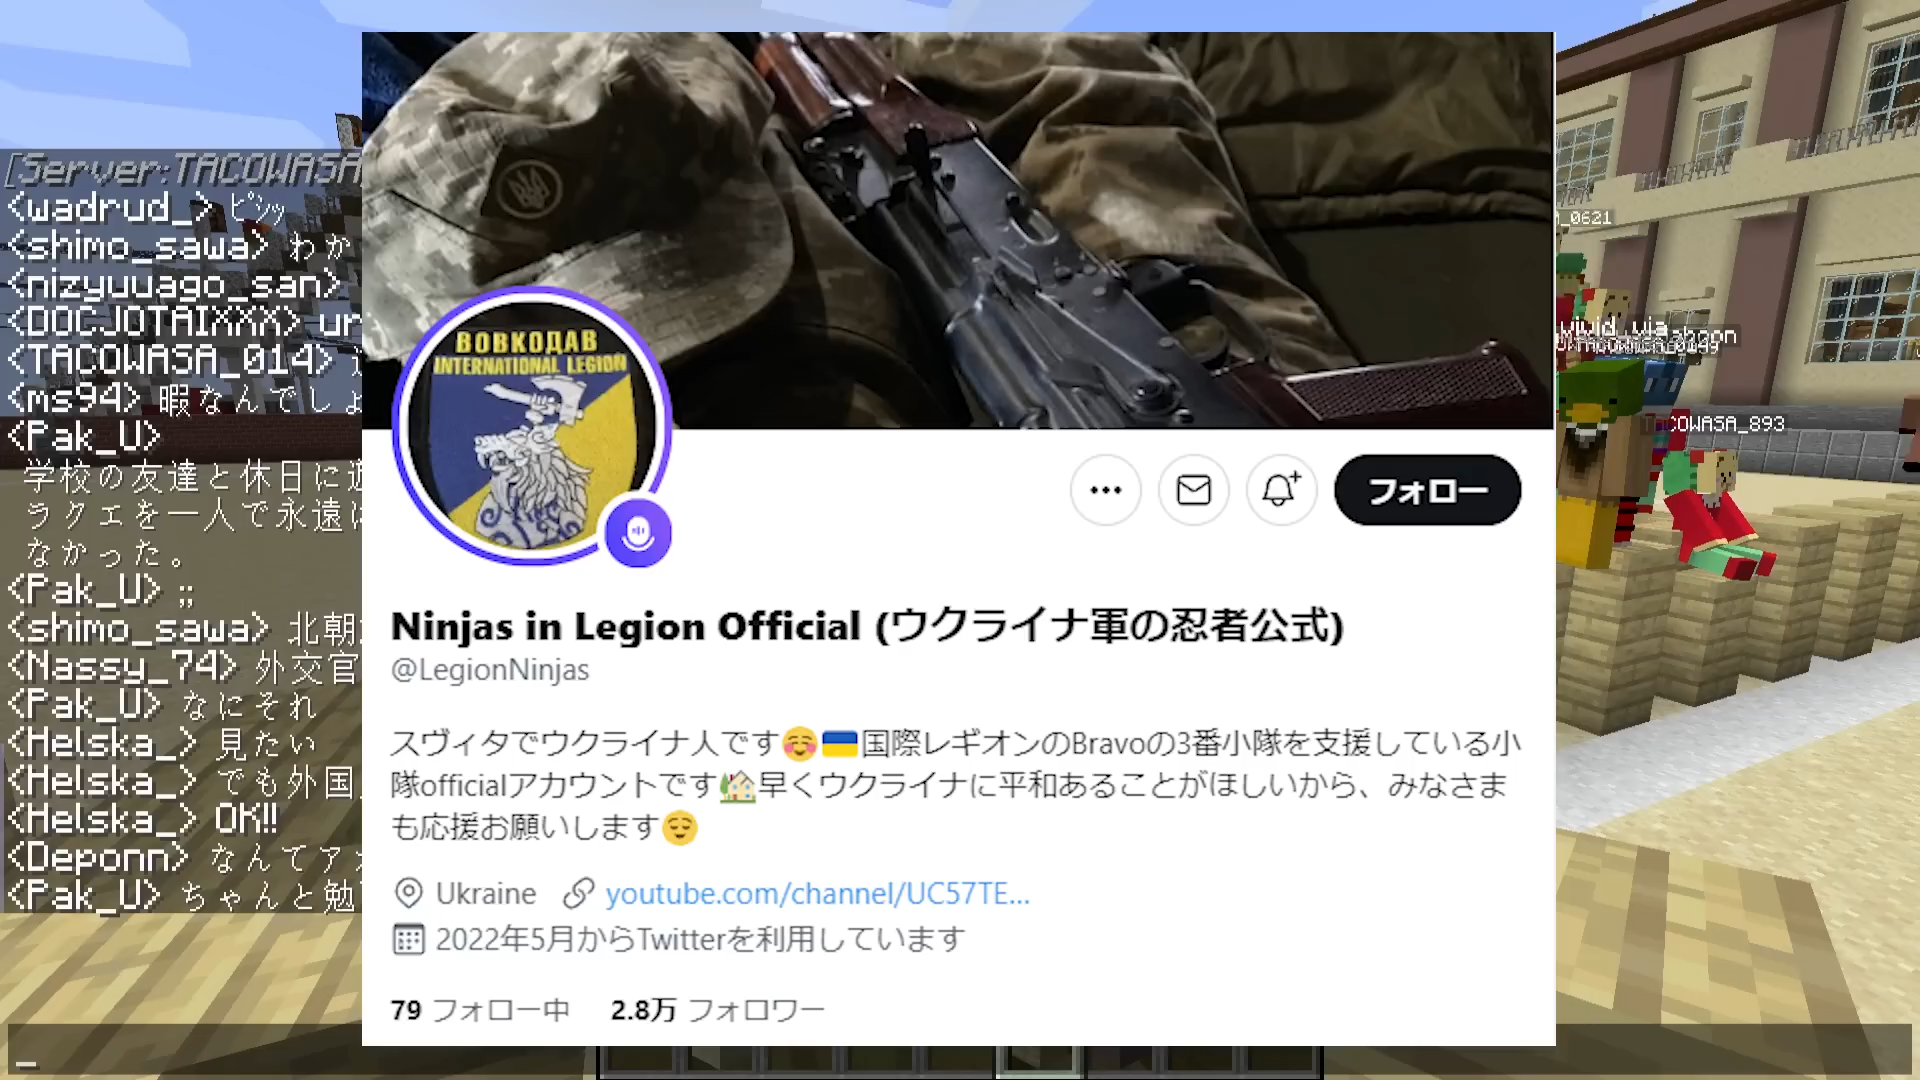 [Server:TACOWASA
<wadrud_> ﾋﾟｼｯ
<shimo_sawa> わか
<nizyuuago_san>
<DOCJOTAIXXX> ur
<TACOWASA_014>
<ms94> 暇なんでしょ
<Pak_U>
学校の友達と休日に遊
ラクエを一人で永遠に
なかった。
<Pak_U> ;;
<shimo_sawa> 北朝
<Nassy_74> 外交官
<Pak_U> なにそれ
<Helska_> 見たい
<Helska_> でも外国
<Helska_> OK!!
<Deponn> なんてア
<Pak_U> ちゃんと勉
ВОВКОДАВ
INTERNATIONAL LEGION
フォロー
Ninjas in Legion Official (ウクライナ軍の忍者公式)
@LegionNinjas
スヴィタでウクライナ人です☺️🇺🇦国際レギオンのBravoの3番小隊を支援している小
隊officialアカウントです🏡早くウクライナに平和あることがほしいから、みなさま
も応援お願いします😌
Ukraine youtube.com/channel/UC57TE...
2022年5月からTwitterを利用しています
79 フォロー中 2.8万 フォロワー
_0621
TACOWASA_893